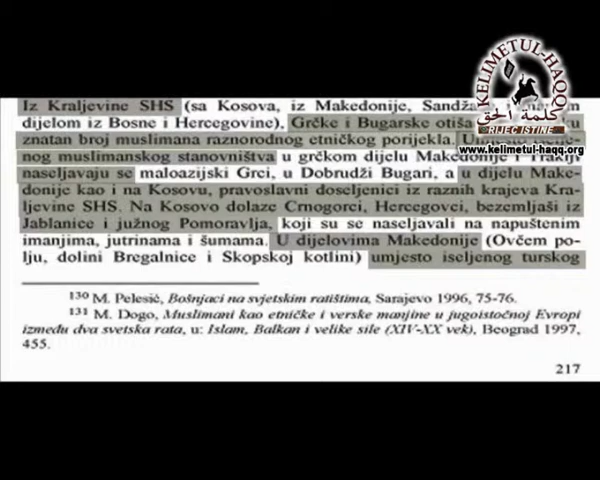 KELIMETUL-HAQQ
كلمة الحق
RIJEČ ISTINE
www.kelimetul-haqq.org
Iz Kraljevine SHS (sa Kosova, iz Makedonije,
dijelom iz Bosne i Hercegovine), Grčke i Bugarske
znatan broj muslimana raznorodnog etničkog porijekla.
nog muslimanskog stanovništva u grčkom dijelu Makedonije i
naseljavaju se maloazijski Grci, u Dobrudži Bugari, a u dijelu Make-
donije kao i na Kosovu, pravoslavni doseljenici iz raznih krajeva Kra-
ljevine SHS. Na Kosovo dolaze Crnogorci, Hercegovci, bezemljaši iz
Jablanice i južnog Pomoravlja, koji su se naseljavali na napuštenim
imanjima, jutrinama i šumama. U dijelovima Makedonije (Ovčem po-
lju, dolini Bregalnice i Skopskoj kotlini) umjesto iseljenog turskog
130 M. Pelesić, Bošnjaci na svjetskim ratištima, Sarajevo 1996, 75-76.
131 M. Dogo, Muslimani kao etničke i verske manjine u jugoistočnoj Evropi
između dva svetska rata, u: Islam, Balkan i velike sile (XIV-XX vek), Beograd 1997,
455.
217